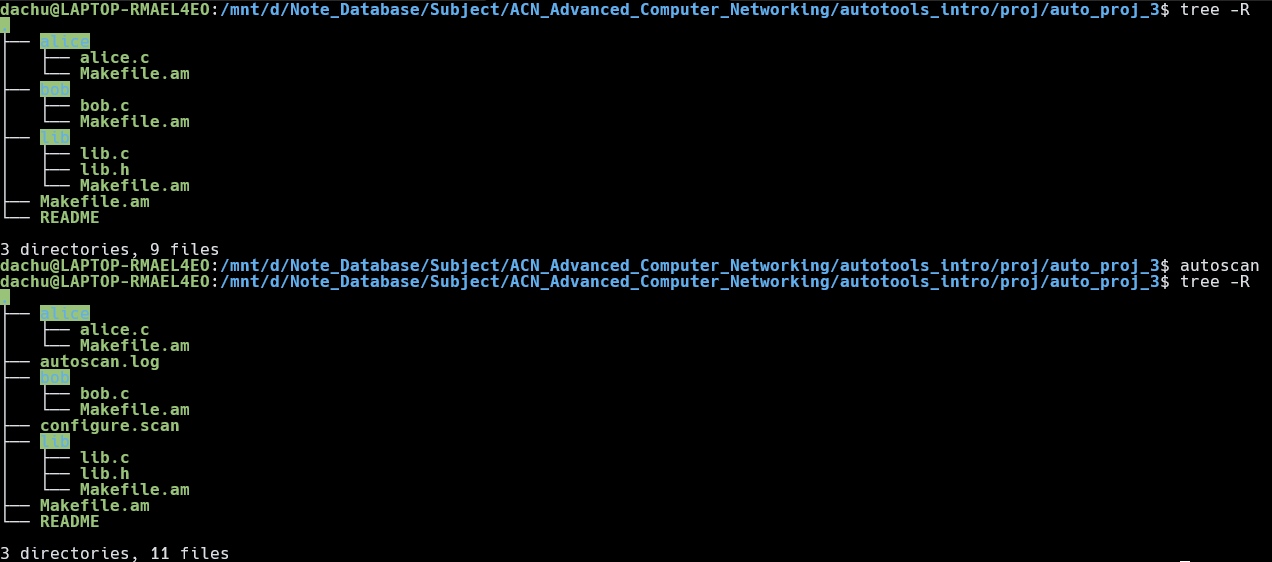 dachu@LAPTOP-RMAEL4EO:/mnt/d/Note_Database/Subject/ACN_Advanced_Computer_Networking/autotools_intro/proj/auto_proj_3$ tree -R
.
├── alice
│   ├── alice.c
│   └── Makefile.am
├── bob
│   ├── bob.c
│   └── Makefile.am
├── lib
│   ├── lib.c
│   ├── lib.h
│   └── Makefile.am
├── Makefile.am
└── README

3 directories, 9 files
dachu@LAPTOP-RMAEL4EO:/mnt/d/Note_Database/Subject/ACN_Advanced_Computer_Networking/autotools_intro/proj/auto_proj_3$ autoscan
dachu@LAPTOP-RMAEL4EO:/mnt/d/Note_Database/Subject/ACN_Advanced_Computer_Networking/autotools_intro/proj/auto_proj_3$ tree -R
.
├── alice
│   ├── alice.c
│   └── Makefile.am
├── autoscan.log
├── bob
│   ├── bob.c
│   └── Makefile.am
├── configure.scan
├── lib
│   ├── lib.c
│   ├── lib.h
│   └── Makefile.am
├── Makefile.am
└── README

3 directories, 11 files